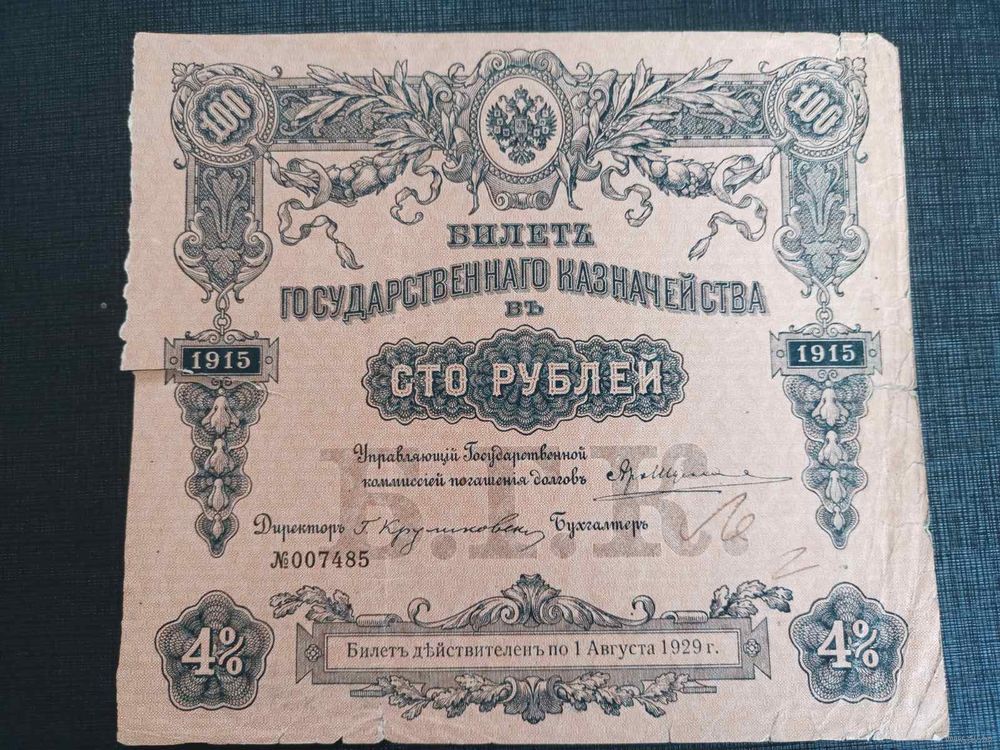 100 100
БИЛЕТЪ
ГОСУДАРСТВЕННАГО КАЗНАЧЕЙСТВА
ВЪ
1915 1915
СТО РУБЛЕЙ
Б.Г.К.
Управляющій Государственной
коммиссіей погашенія долговъ
Директоръ Бухгалтеръ
№007485
4% 4%
Билетъ дѣйствителенъ по 1 Августа 1929 г.